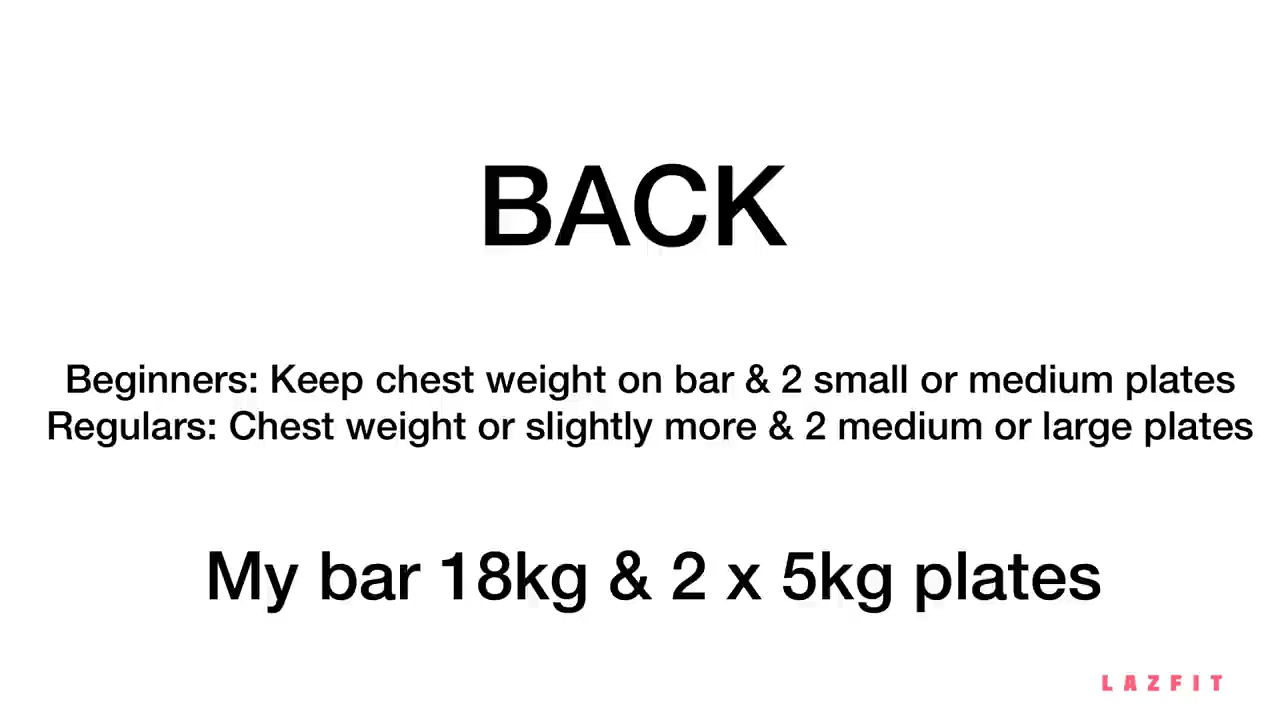 BACK
Beginners: Keep chest weight on bar & 2 small or medium plates
Regulars: Chest weight or slightly more & 2 medium or large plates
My bar 18kg & 2 x 5kg plates
LAZFIT